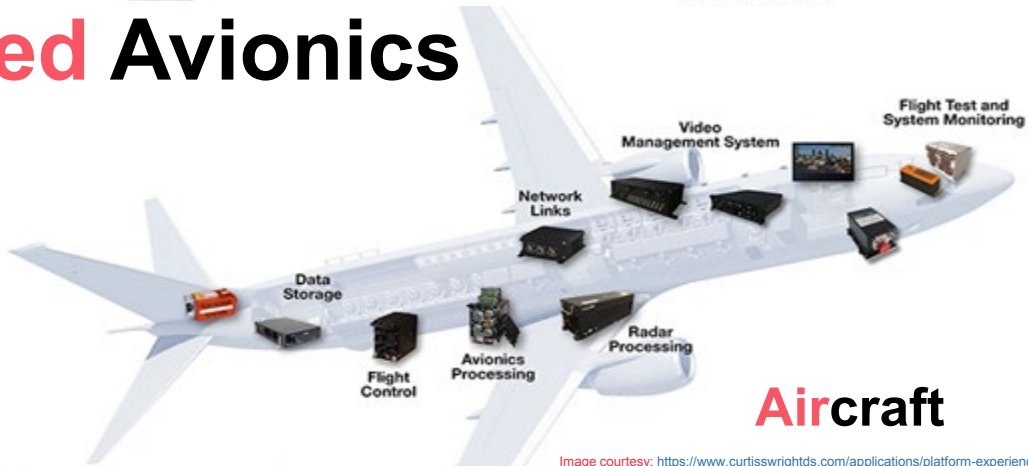 ed Avionics
Flight Test and
System Monitoring
Video
Management System
Network
Links
Data
Storage
Radar
Processing
Avionics
Processing
Flight
Control
Aircraft
Image courtesy: https://www.curtisswrightds.com/applications/platform-experience